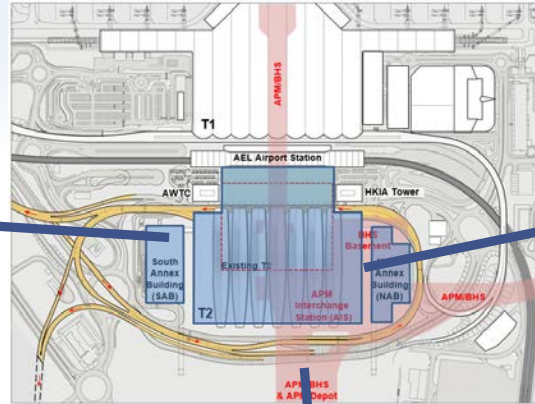 APM/BHS
T1
AEL Airport Station
AWTC
HKIA Tower
BHS
Basement
South
Annex
Building
(SAB)
Existing
Annex
Building
(NAB)
APM
Interchange
Station (AIS)
T2
APM/BHS
APM/BHS
& APM Depot